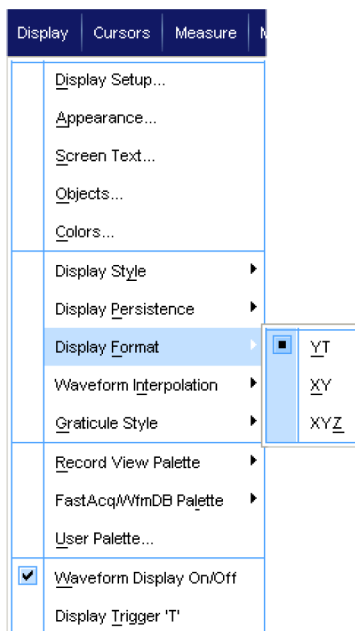 Display Cursors Measure
Display Setup...
Appearance...
Screen Text...
Objects...
Colors...
Display Style
Display Persistence
Display Format
YT
Waveform Interpolation
XY
Graticule Style
XYZ
Record View Palette
FastAcq/WfmDB Palette
User Palette...
Waveform Display On/Off
Display Trigger 'T'